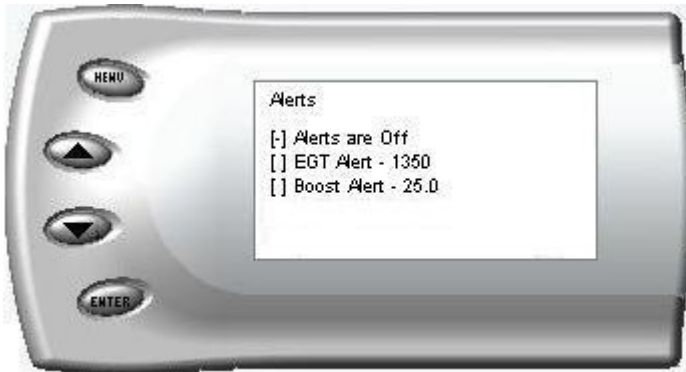 MENU
Alerts
[-] Alerts are Off
[ ] EGT Alert - 1350
[ ] Boost Alert - 25.0
ENTER